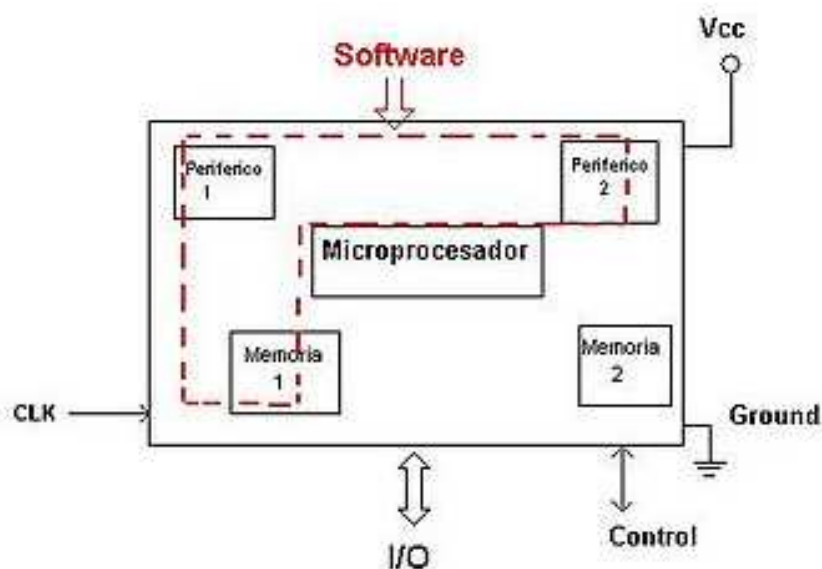 Vcc
Software
Periferico
1
Periferico
2
Microprocesador
Memoria
1
Memoria
2
CLK
Ground
I/O
Control